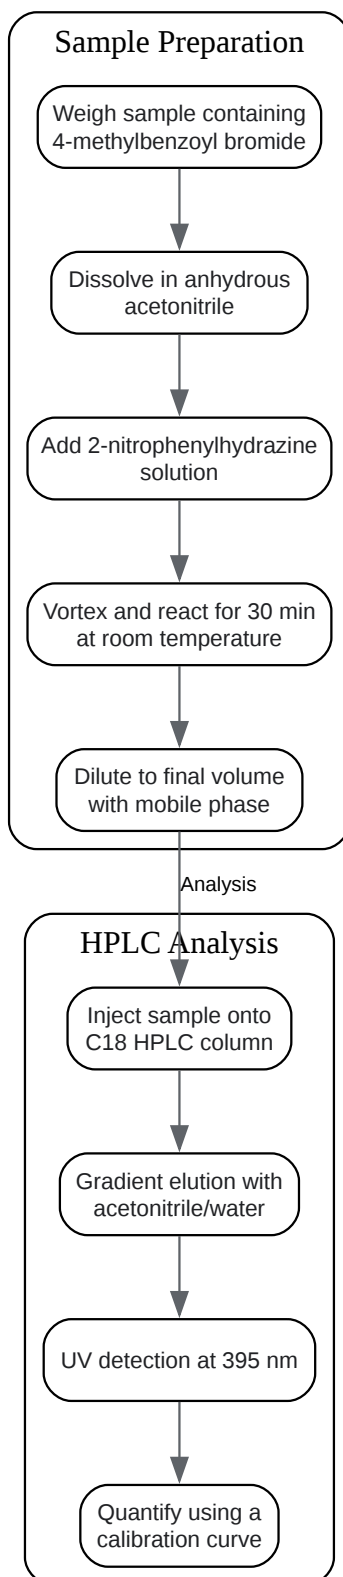 Sample Preparation
Weigh sample containing
4-methylbenzoyl bromide
Dissolve in anhydrous
acetonitrile
Add 2-nitrophenylhydrazine
solution
Vortex and react for 30 min
at room temperature
Dilute to final volume
with mobile phase
Analysis
HPLC Analysis
Inject sample onto
C18 HPLC column
Gradient elution with
acetonitrile/water
UV detection at 395 nm
Quantify using a
calibration curve